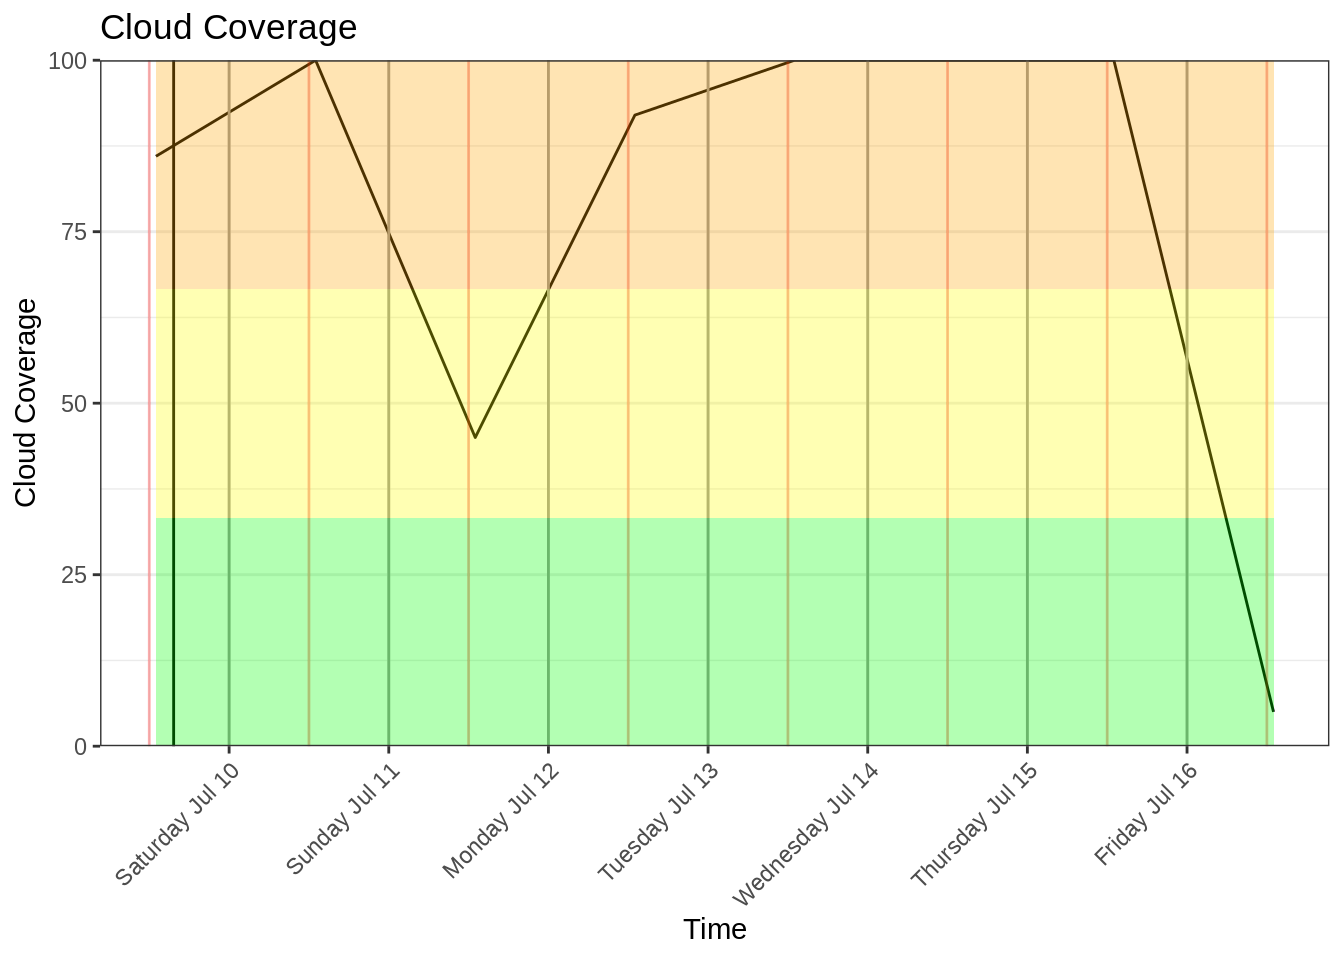 Cloud Coverage
100
75
50
25
0
Cloud Coverage
Saturday Jul 10
Sunday Jul 11
Monday Jul 12
Tuesday Jul 13
Wednesday Jul 14
Thursday Jul 15
Friday Jul 16
Time